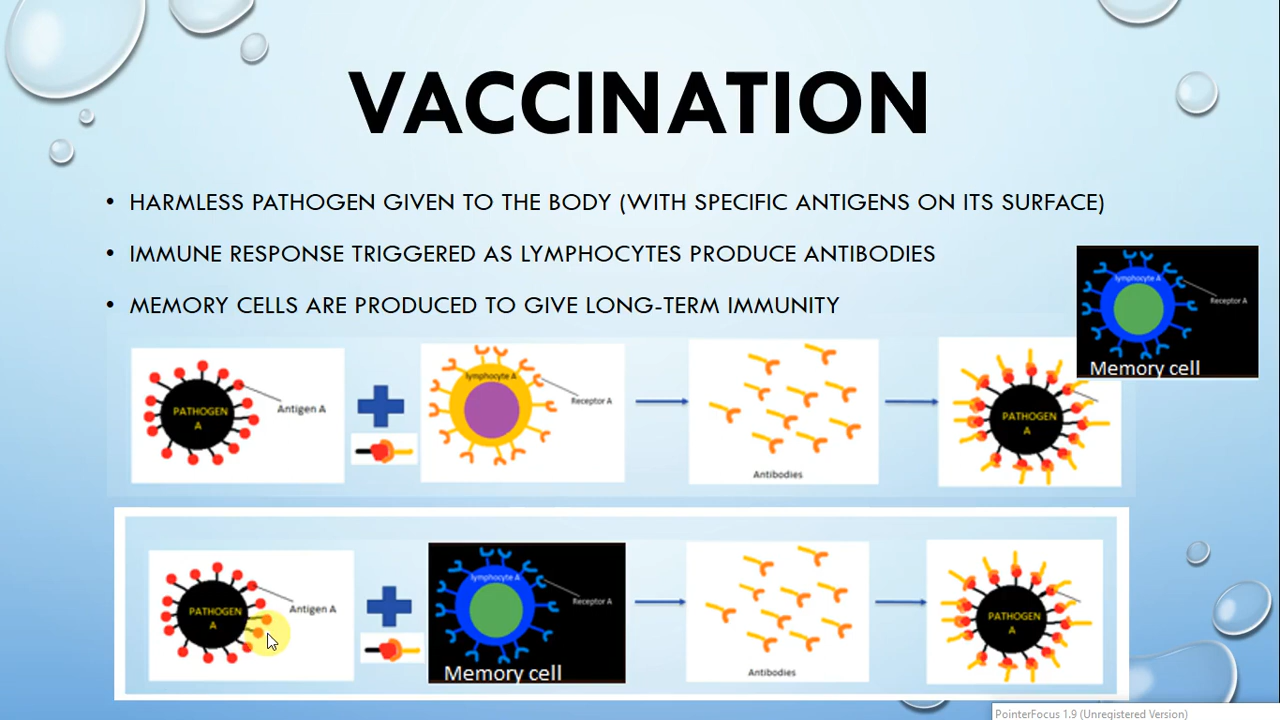 VACCINATION
• HARMLESS PATHOGEN GIVEN TO THE BODY (WITH SPECIFIC ANTIGENS ON ITS SURFACE)
• IMMUNE RESPONSE TRIGGERED AS LYMPHOCYTES PRODUCE ANTIBODIES
• MEMORY CELLS ARE PRODUCED TO GIVE LONG-TERM IMMUNITY
lymphocyte A
Receptor A
Memory cell
PATHOGEN
A
Antigen A
lymphocyte A
Receptor A
Antibodies
PATHOGEN
A
PATHOGEN
A
Antigen A
lymphocyte A
Receptor A
Memory cell
Antibodies
PATHOGEN
A
PointerFocus 1.9 (Unregistered Version)